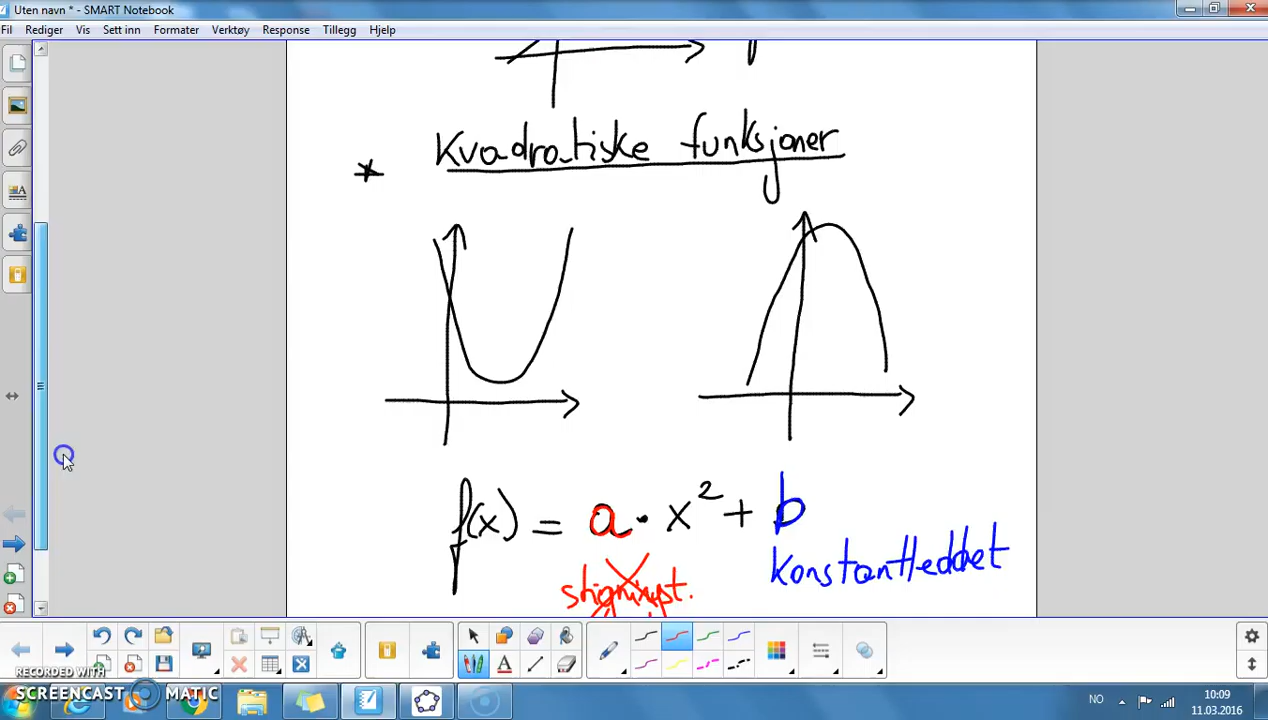 Uten navn * - SMART Notebook
Fil Rediger Vis Sett inn Formater Verktøy Response Tillegg Hjelp
* Kvadratiske funksjoner
f(x) = a · x² + b
konstantleddet
RECORDED WITH
SCREENCAST MATIC
NO
10:09
11.03.2016